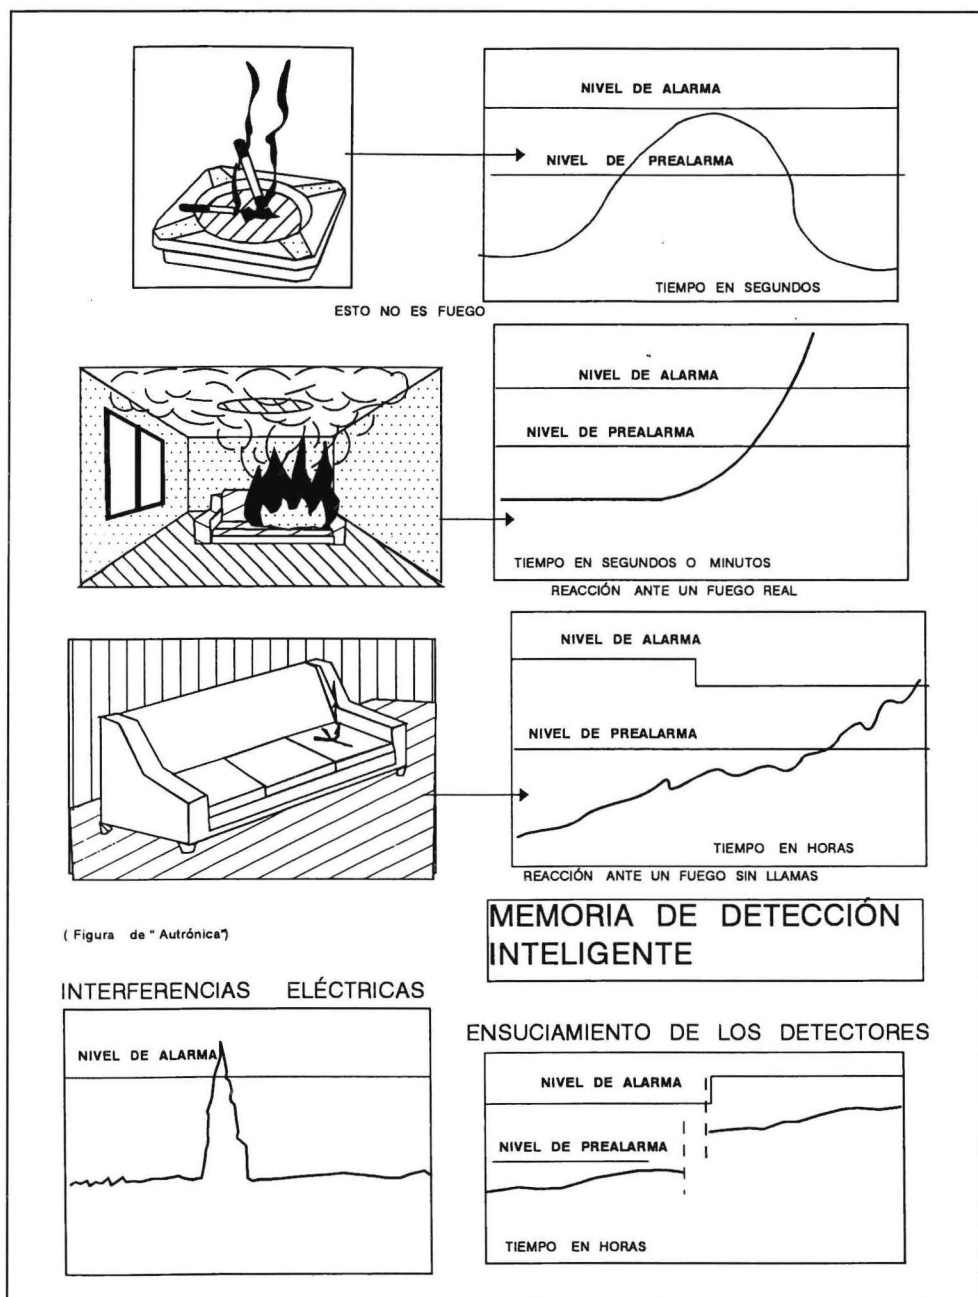 NIVEL DE ALARMA
NIVEL DE PREALARMA
TIEMPO EN SEGUNDOS
ESTO NO ES FUEGO
NIVEL DE ALARMA
NIVEL DE PREALARMA
TIEMPO EN SEGUNDOS O MINUTOS
REACCIÓN ANTE UN FUEGO REAL
NIVEL DE ALARMA
NIVEL DE PREALARMA
TIEMPO EN HORAS
REACCIÓN ANTE UN FUEGO SIN LLAMAS
( Figura de " Autrónica")
MEMORIA DE DETECCIÓN
INTELIGENTE
INTERFERENCIAS ELÉCTRICAS
NIVEL DE ALARMA
ENSUCIAMIENTO DE LOS DETECTORES
NIVEL DE ALARMA
NIVEL DE PREALARMA
TIEMPO EN HORAS